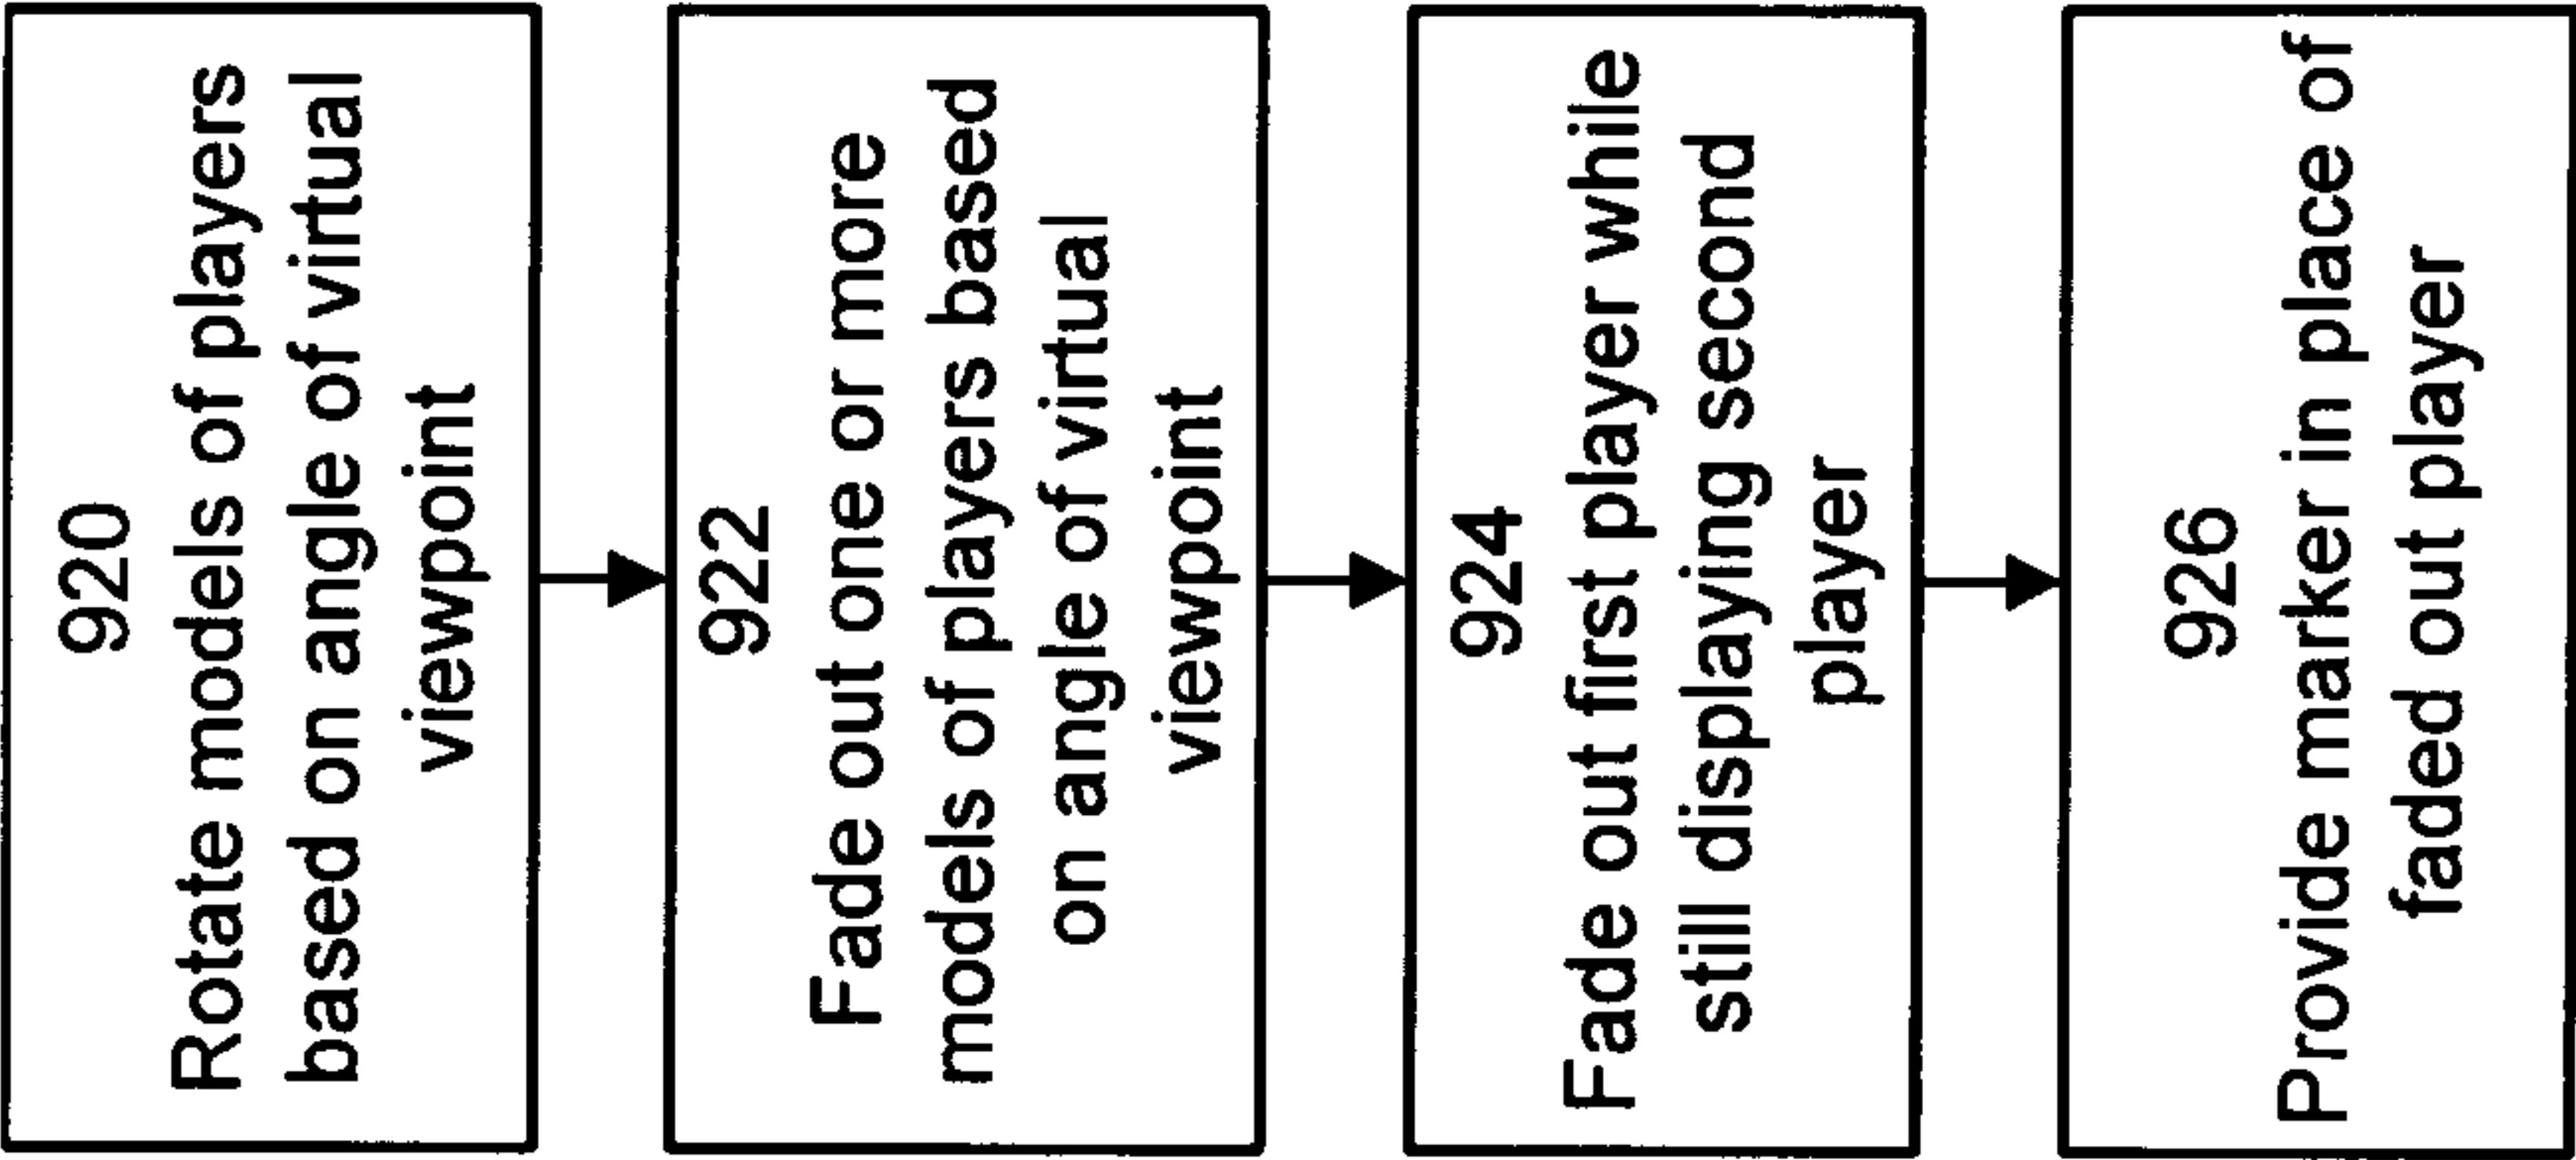 920
Rotate models of players
based on angle of virtual
viewpoint
922
Fade out one or more
models of players based
on angle of virtual
viewpoint
924
Fade out first player while
still displaying second
player
926
Provide marker in place of
faded out player